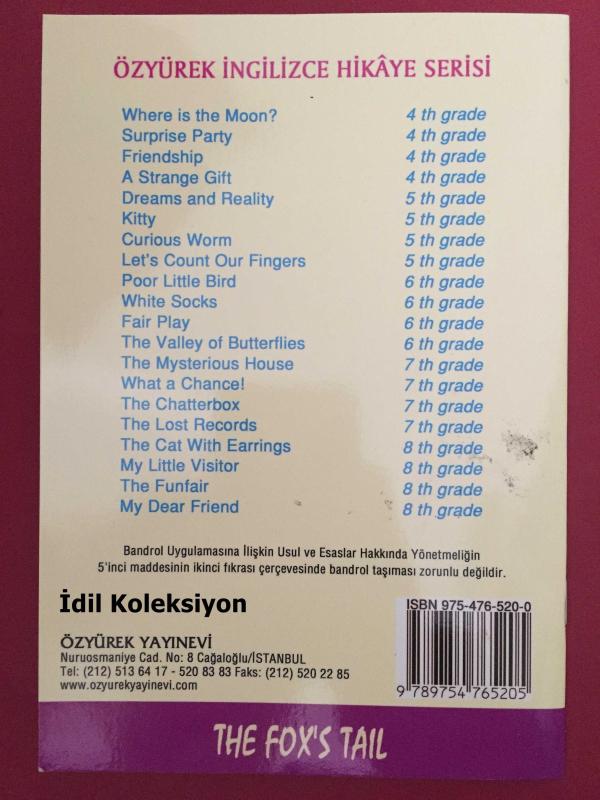 ÖZYÜREK İNGİLİZCE HİKÂYE SERİSİ
Where is the Moon? 4 th grade
Surprise Party 4 th grade
Friendship 4 th grade
A Strange Gift 4 th grade
Dreams and Reality 5 th grade
Kitty 5 th grade
Curious Worm 5 th grade
Let's Count Our Fingers 5 th grade
Poor Little Bird 6 th grade
White Socks 6 th grade
Fair Play 6 th grade
The Valley of Butterflies 6 th grade
The Mysterious House 7 th grade
What a Chance! 7 th grade
The Chatterbox 7 th grade
The Lost Records 7 th grade
The Cat With Earrings 8 th grade
My Little Visitor 8 th grade
The Funfair 8 th grade
My Dear Friend 8 th grade
Bandrol Uygulamasına İlişkin Usul ve Esaslar Hakkında Yönetmeliğin
5'inci maddesinin ikinci fıkrası çerçevesinde bandrol taşıması zorunlu değildir.
İdil Koleksiyon
ÖZYÜREK YAYINEVİ
Nuruosmaniye Cad. No: 8 Cağaloğlu/İSTANBUL
Tel: (212) 513 64 17 - 520 83 83 Faks: (212) 520 22 85
www.ozyurekyayinevi.com
ISBN 975-476-520-0
9 789754 765205
THE FOX'S TAIL